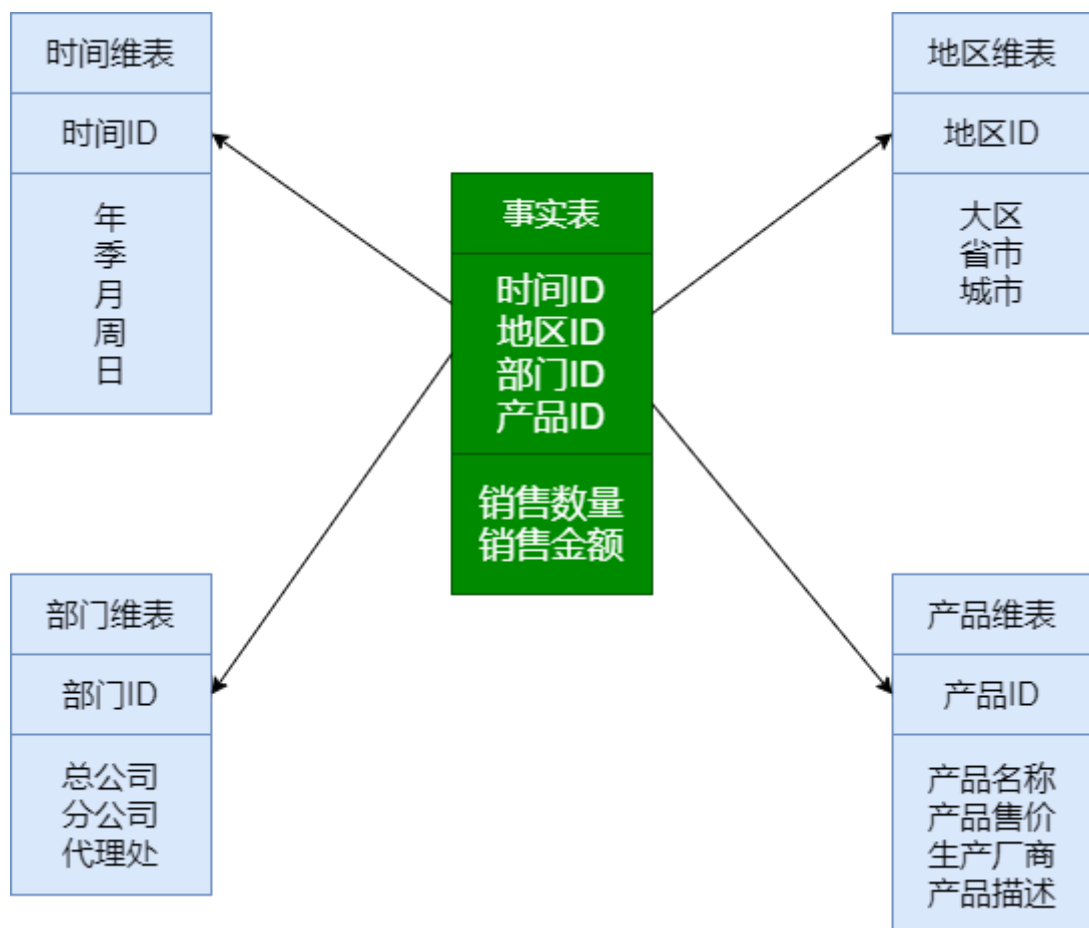 时间维表
时间ID
年
季
月
周
日
地区维表
地区ID
大区
省市
城市
事实表
时间ID
地区ID
部门ID
产品ID
销售数量
销售金额
部门维表
部门ID
总公司
分公司
代理处
产品维表
产品ID
产品名称
产品售价
生产厂商
产品描述